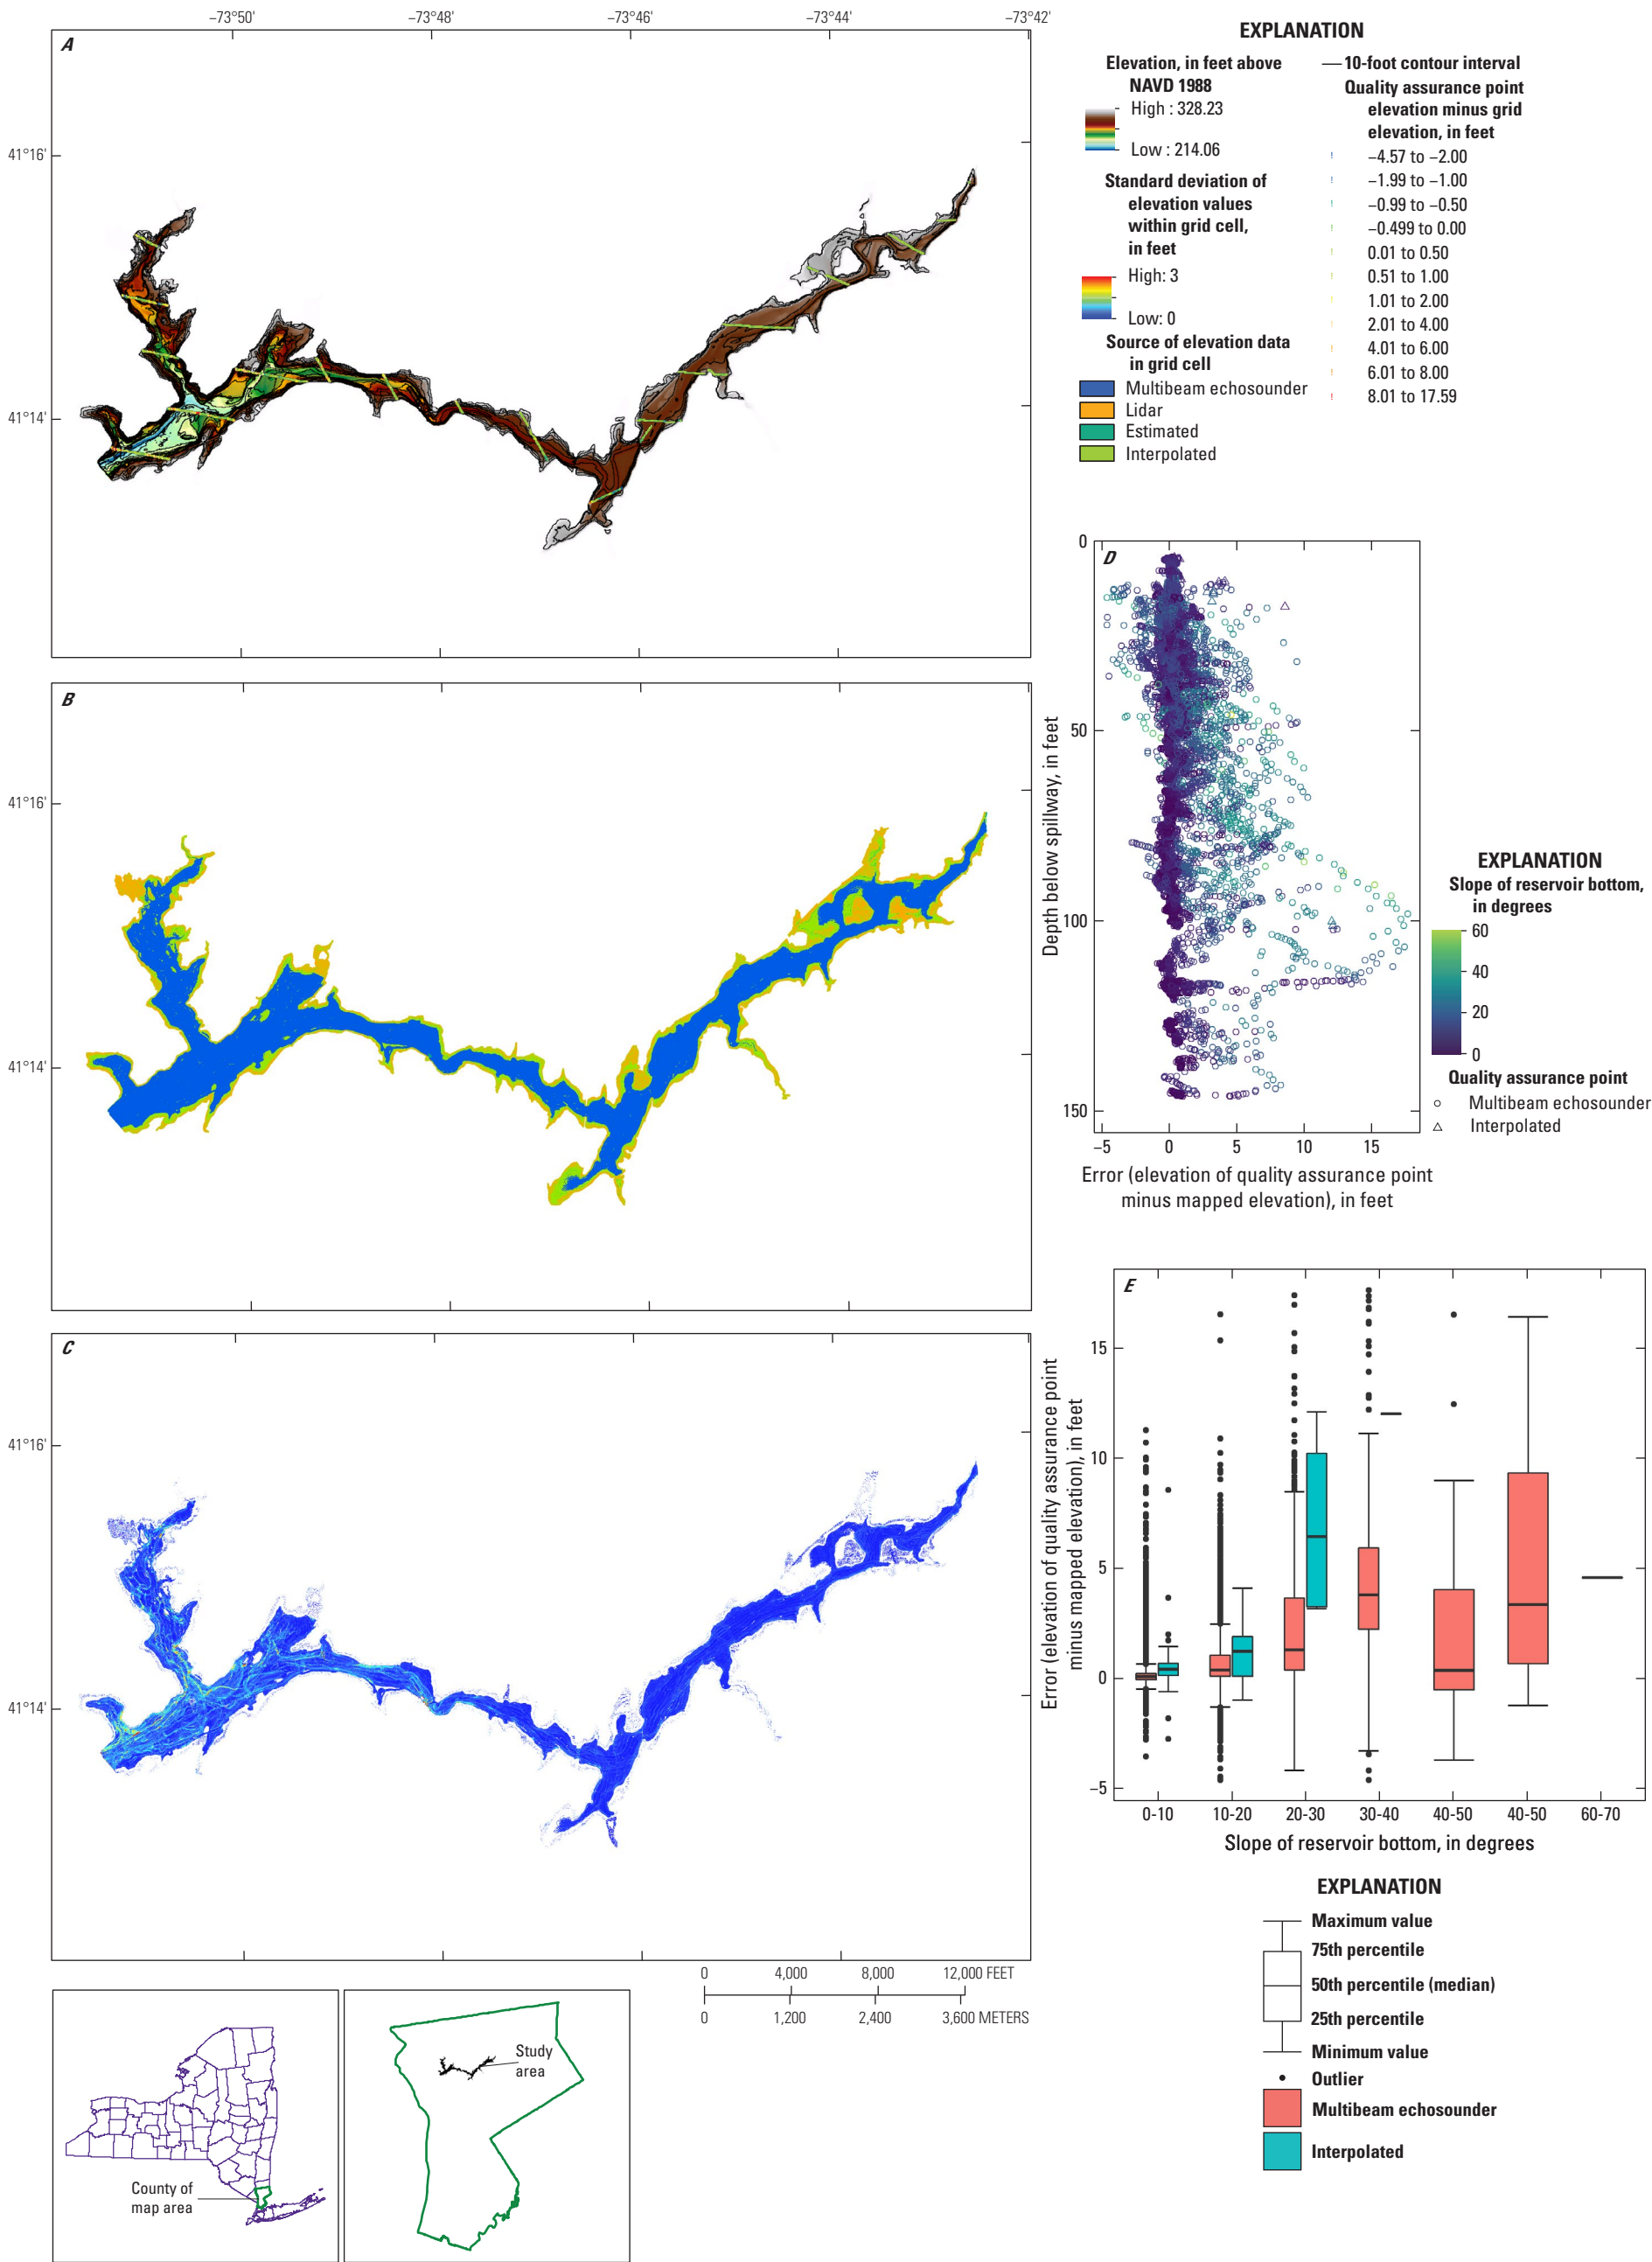 −73°50'
−73°48'
−73°46'
−73°44'
−73°42'
A
41°16'
41°14'
EXPLANATION
Elevation, in feet above
NAVD 1988
High : 328.23
Low : 214.06
Standard deviation of
elevation values
within grid cell,
in feet
High: 3
Low: 0
Source of elevation data
in grid cell
Multibeam echosounder
Lidar
Estimated
Interpolated
10-foot contour interval
Quality assurance point
elevation minus grid
elevation, in feet
−4.57 to −2.00
−1.99 to −1.00
−0.99 to −0.50
−0.499 to 0.00
0.01 to 0.50
0.51 to 1.00
1.01 to 2.00
2.01 to 4.00
4.01 to 6.00
6.01 to 8.00
8.01 to 17.59
B
41°16'
41°14'
D
0
50
100
150
Depth below spillway, in feet
−5
0
5
10
15
Error (elevation of quality assurance point
minus mapped elevation), in feet
EXPLANATION
Slope of reservoir bottom,
in degrees
60
40
20
0
Quality assurance point
Multibeam echosounder
Interpolated
C
41°16'
41°14'
E
15
10
5
0
−5
Error (elevation of quality assurance point
minus mapped elevation), in feet
0-10
10-20
20-30
30-40
40-50
40-50
60-70
Slope of reservoir bottom, in degrees
EXPLANATION
Maximum value
75th percentile
50th percentile (median)
25th percentile
Minimum value
Outlier
Multibeam echosounder
Interpolated
0
4,000
8,000
12,000 FEET
0
1,200
2,400
3,600 METERS
County of
map area
Study
area